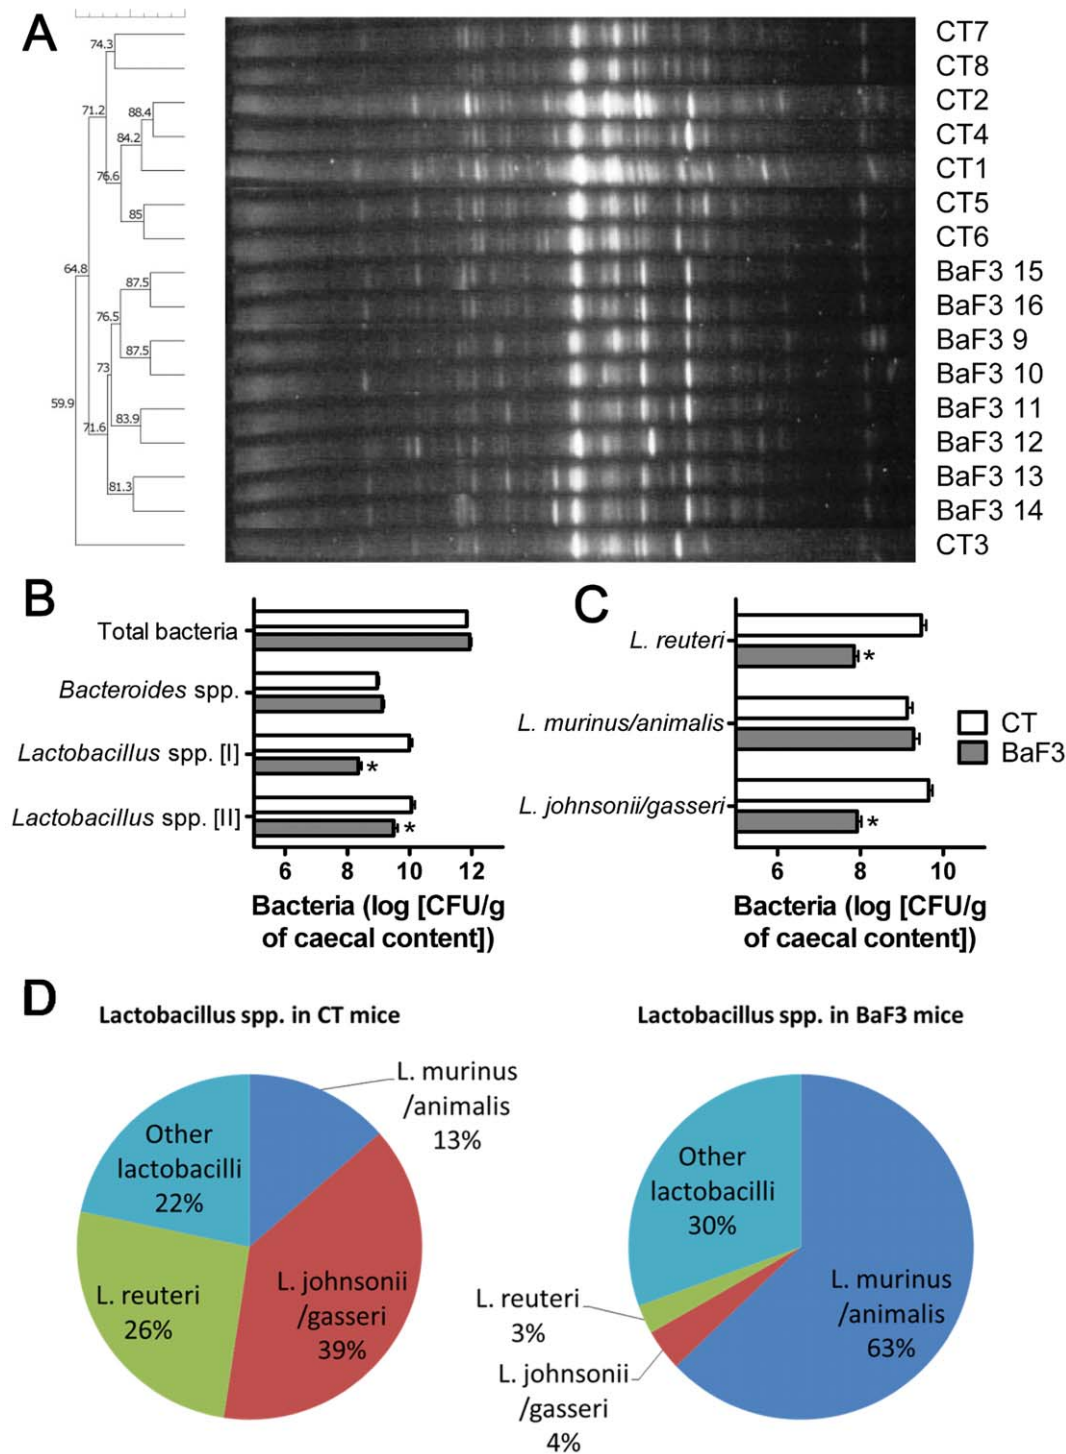 A
CT7
CT8
CT2
CT4
CT1
CT5
CT6
BaF3 15
BaF3 16
BaF3 9
BaF3 10
BaF3 11
BaF3 12
BaF3 13
BaF3 14
CT3
74.3
71.2
88.4
84.2
76.6
85
64.8
87.5
76.5
87.5
73
59.9
83.9
71.6
81.3
B
Total bacteria
Bacteroides spp.
Lactobacillus spp. [I]
*
Lactobacillus spp. [II]
*
6 8 10 12
Bacteria (log [CFU/g
of caecal content])
C
L. reuteri
*
L. murinus/animalis
L. johnsonii/gasseri
*
6 8 10
Bacteria (log [CFU/g
of caecal content])
CT
BaF3
D
Lactobacillus spp. in CT mice
L. murinus
/animalis
13%
Other
lactobacilli
22%
L. reuteri
26%
L. johnsonii
/gasseri
39%
Lactobacillus spp. in BaF3 mice
Other
lactobacilli
30%
L. reuteri
3%
L. johnsonii
/gasseri
4%
L. murinus
/animalis
63%